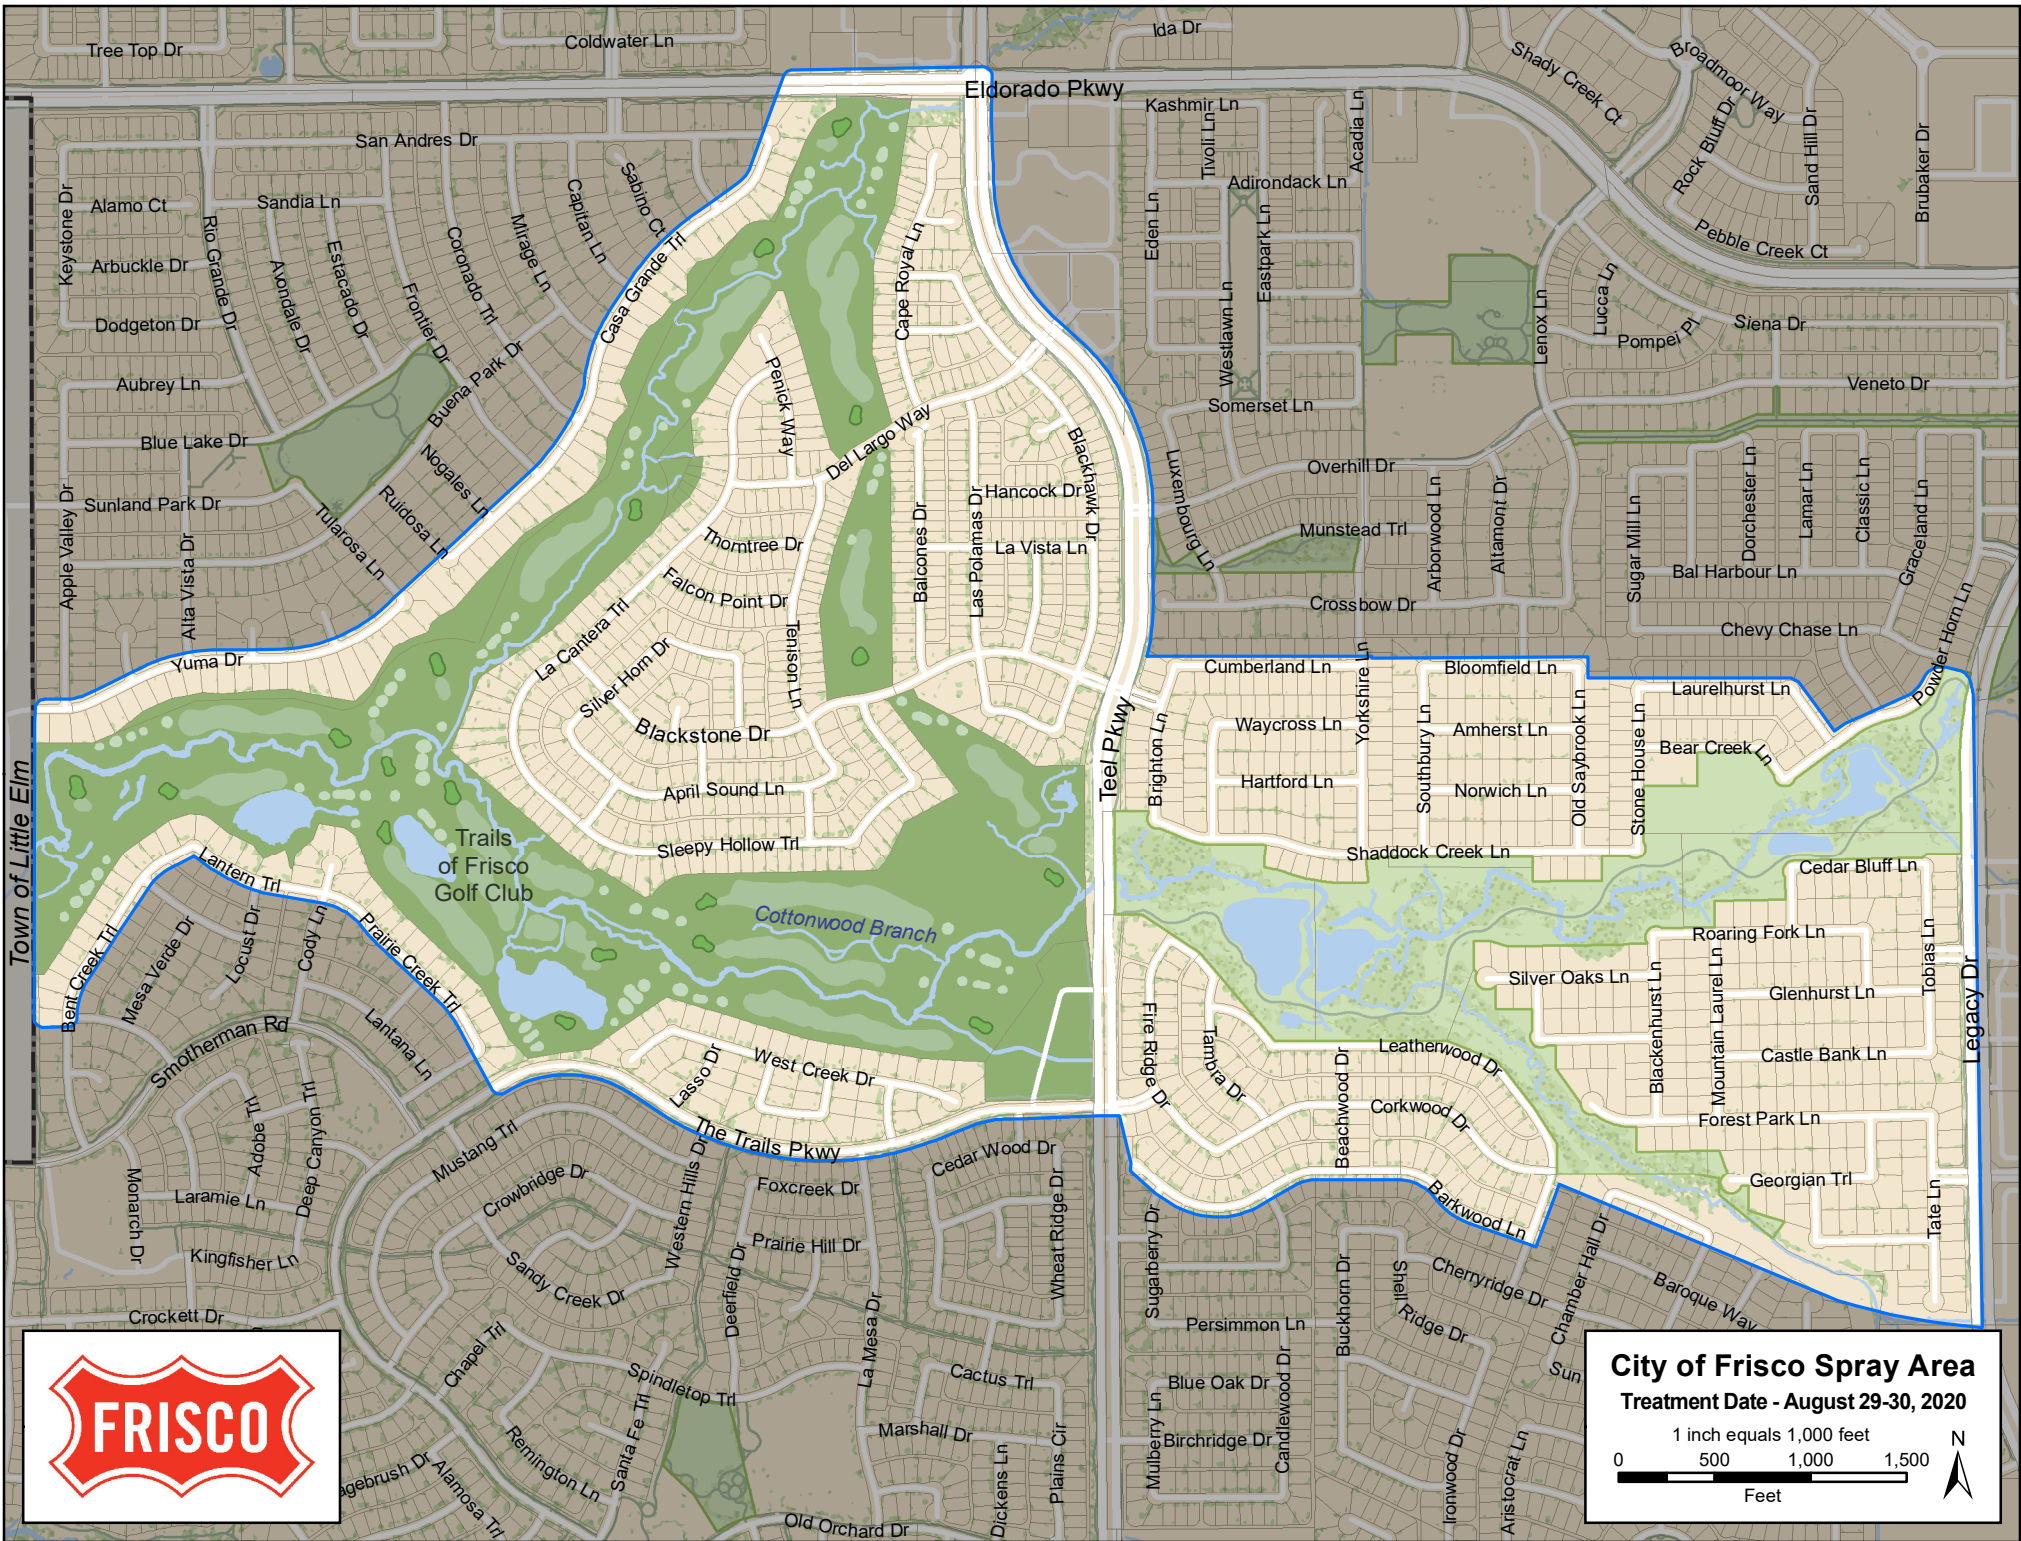 Tree Top Dr
Coldwater Ln
Ida Dr
Shady Creek Ct
Broadmoor Way
Eldorado Pkwy
Kashmir Ln
Tivoli Ln
Acadia Ln
Rock Bluff Dr
Sand Hill Dr
Brubaker Dr
San Andres Dr
Keystone Dr
Alamo Ct
Sandia Ln
Capitan Ln
Sabino Ct
Adirondack Ln
Rio Grande Dr
Estacado Dr
Coronado Trl
Mirage Ln
Casa Grande Trl
Cape Royal Ln
Eden Ln
Eastpark Ln
Pebble Creek Ct
Arbuckle Dr
Avondale Dr
Frontier Dr
Westlawn Ln
Lenox Ln
Lucca Ln
Dodgeton Dr
Pompei Pl
Siena Dr
Buena Park Dr
Penick Way
Aubrey Ln
Veneto Dr
Somerset Ln
Del Largo Way
Blue Lake Dr
Blackhawk Dr
Nogales Ln
Luxembourg Ln
Overhill Dr
Sunland Park Dr
Ruidosa Ln
Tularosa Ln
Hancock Dr
Arborwood Ln
Altamont Dr
Sugar Mill Ln
Dorchester Ln
Lamar Ln
Classic Ln
Graceland Ln
Apple Valley Dr
Alta Vista Dr
Thorntree Dr
Balcones Dr
Las Polamas Dr
La Vista Ln
Munstead Trl
Falcon Point Dr
Bal Harbour Ln
Crossbow Dr
La Cantera Trl
Tenison Ln
Chevy Chase Ln
Powder Horn Ln
Yuma Dr
Silver Horn Dr
Cumberland Ln
Yorkshire Ln
Bloomfield Ln
Laurelhurst Ln
Blackstone Dr
Teel Pkwy
Brighton Ln
Waycross Ln
Southbury Ln
Amherst Ln
Old Saybrook Ln
Stone House Ln
Bear Creek Ln
April Sound Ln
Hartford Ln
Norwich Ln
Town of Little Elm
Sleepy Hollow Trl
Shaddock Creek Ln
Trails
of Frisco
Golf Club
Lantern Trl
Cedar Bluff Ln
Cottonwood Branch
Bent Creek Trl
Mesa Verde Dr
Locust Dr
Cody Ln
Prairie Creek Trl
Roaring Fork Ln
Silver Oaks Ln
Blackenhurst Ln
Mountain Laurel Ln
Glenhurst Ln
Tobias Ln
Legacy Dr
Smotherman Rd
Lantana Ln
Fire Ridge Dr
Tambra Dr
Leatherwood Dr
Castle Bank Ln
Lasso Dr
West Creek Dr
Beachwood Dr
Corkwood Dr
Adobe Trl
Deep Canyon Trl
Forest Park Ln
Mustang Trl
The Trails Pkwy
Cedar Wood Dr
Monarch Dr
Laramie Ln
Crowbridge Dr
Western Hills Dr
Foxcreek Dr
Wheat Ridge Dr
Barkwood Ln
Georgian Trl
Tate Ln
Kingfisher Ln
Sandy Creek Dr
Prairie Hill Dr
Sugarberry Dr
Chamber Hall Dr
Deerfield Dr
Buckhorn Dr
Shell Ridge Dr
Cherryridge Dr
Baroque Way
Crockett Dr
La Mesa Dr
Persimmon Ln
Chapel Trl
Spindletop Trl
Cactus Trl
Blue Oak Dr
Candlewood Dr
Sun
Santa Fe Trl
Marshall Dr
Mulberry Ln
Birchridge Dr
Remington Ln
Plains Cir
Dickens Ln
Ironwood Dr
Aristocrat Ln
agebrush Dr
Alamosa Trl
Old Orchard Dr
FRISCO
City of Frisco Spray Area
Treatment Date - August 29-30, 2020
1 inch equals 1,000 feet
N
0 500 1,000 1,500
Feet